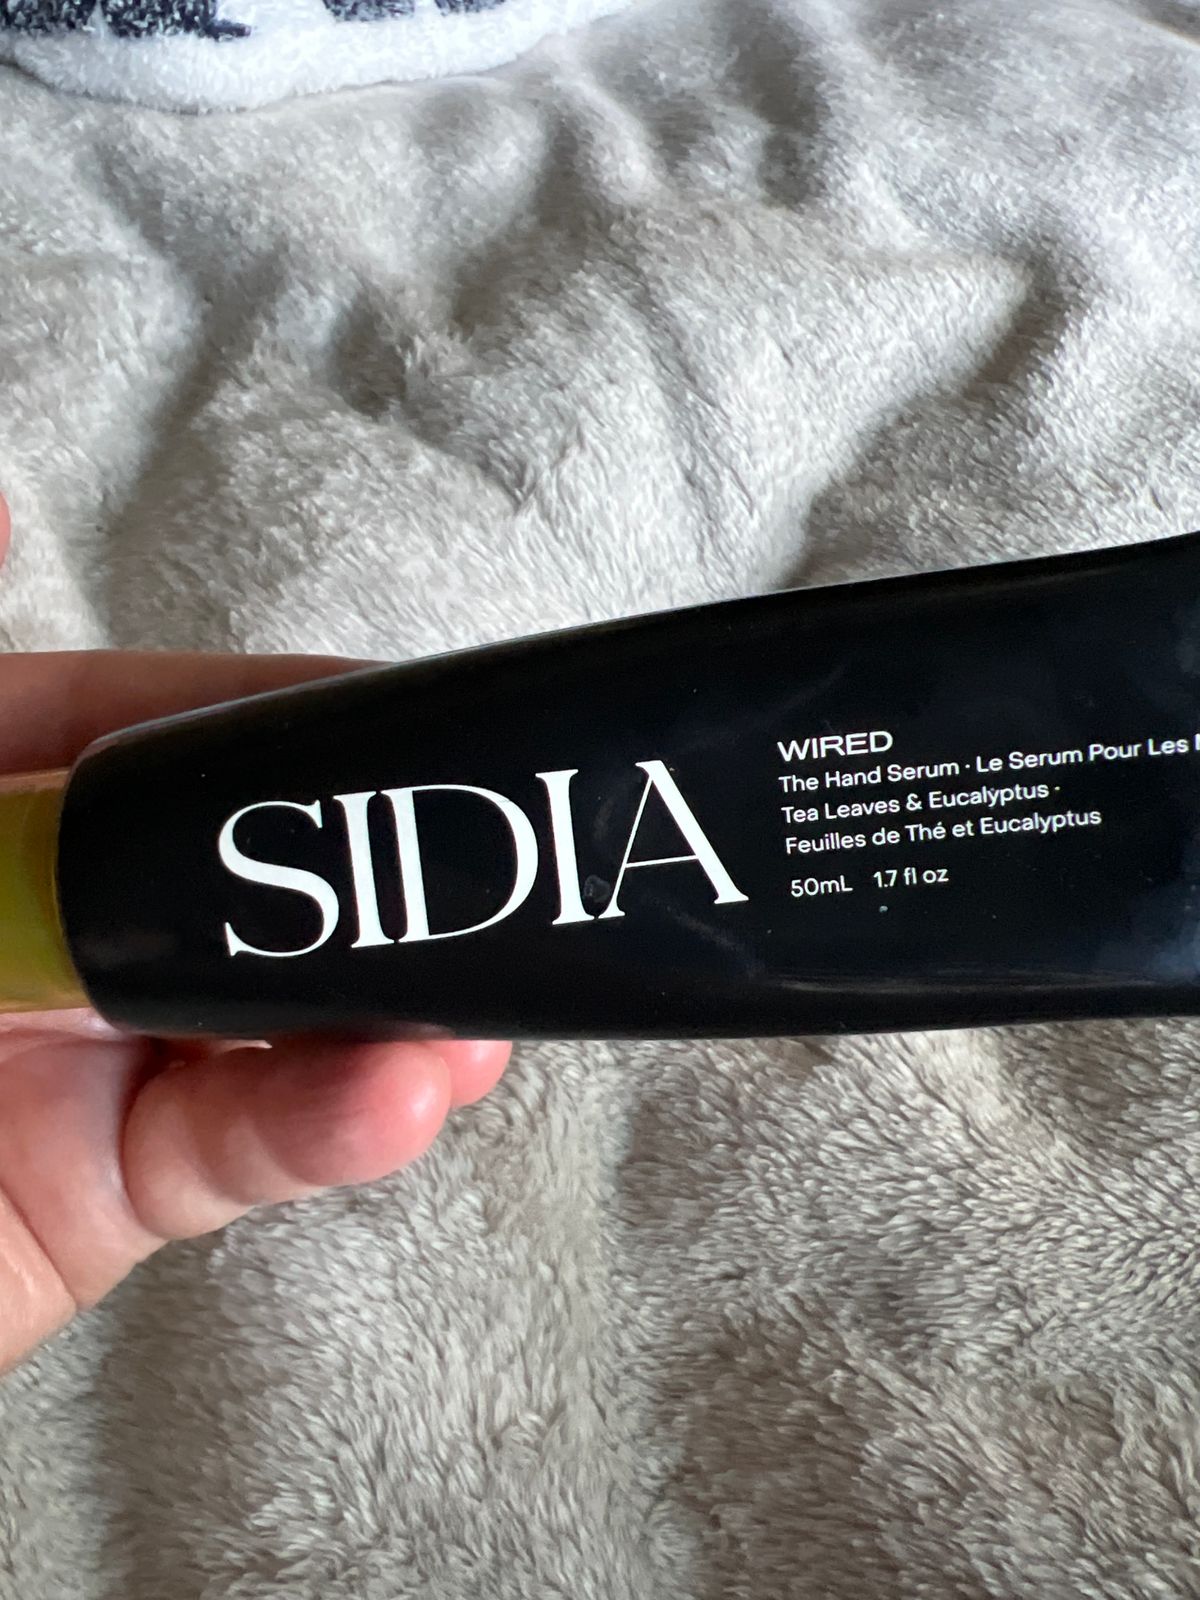 SIDIA
WIRED
The Hand Serum · Le Serum Pour Les
Tea Leaves & Eucalyptus ·
Feuilles de Thé et Eucalyptus
50mL 1.7 fl oz